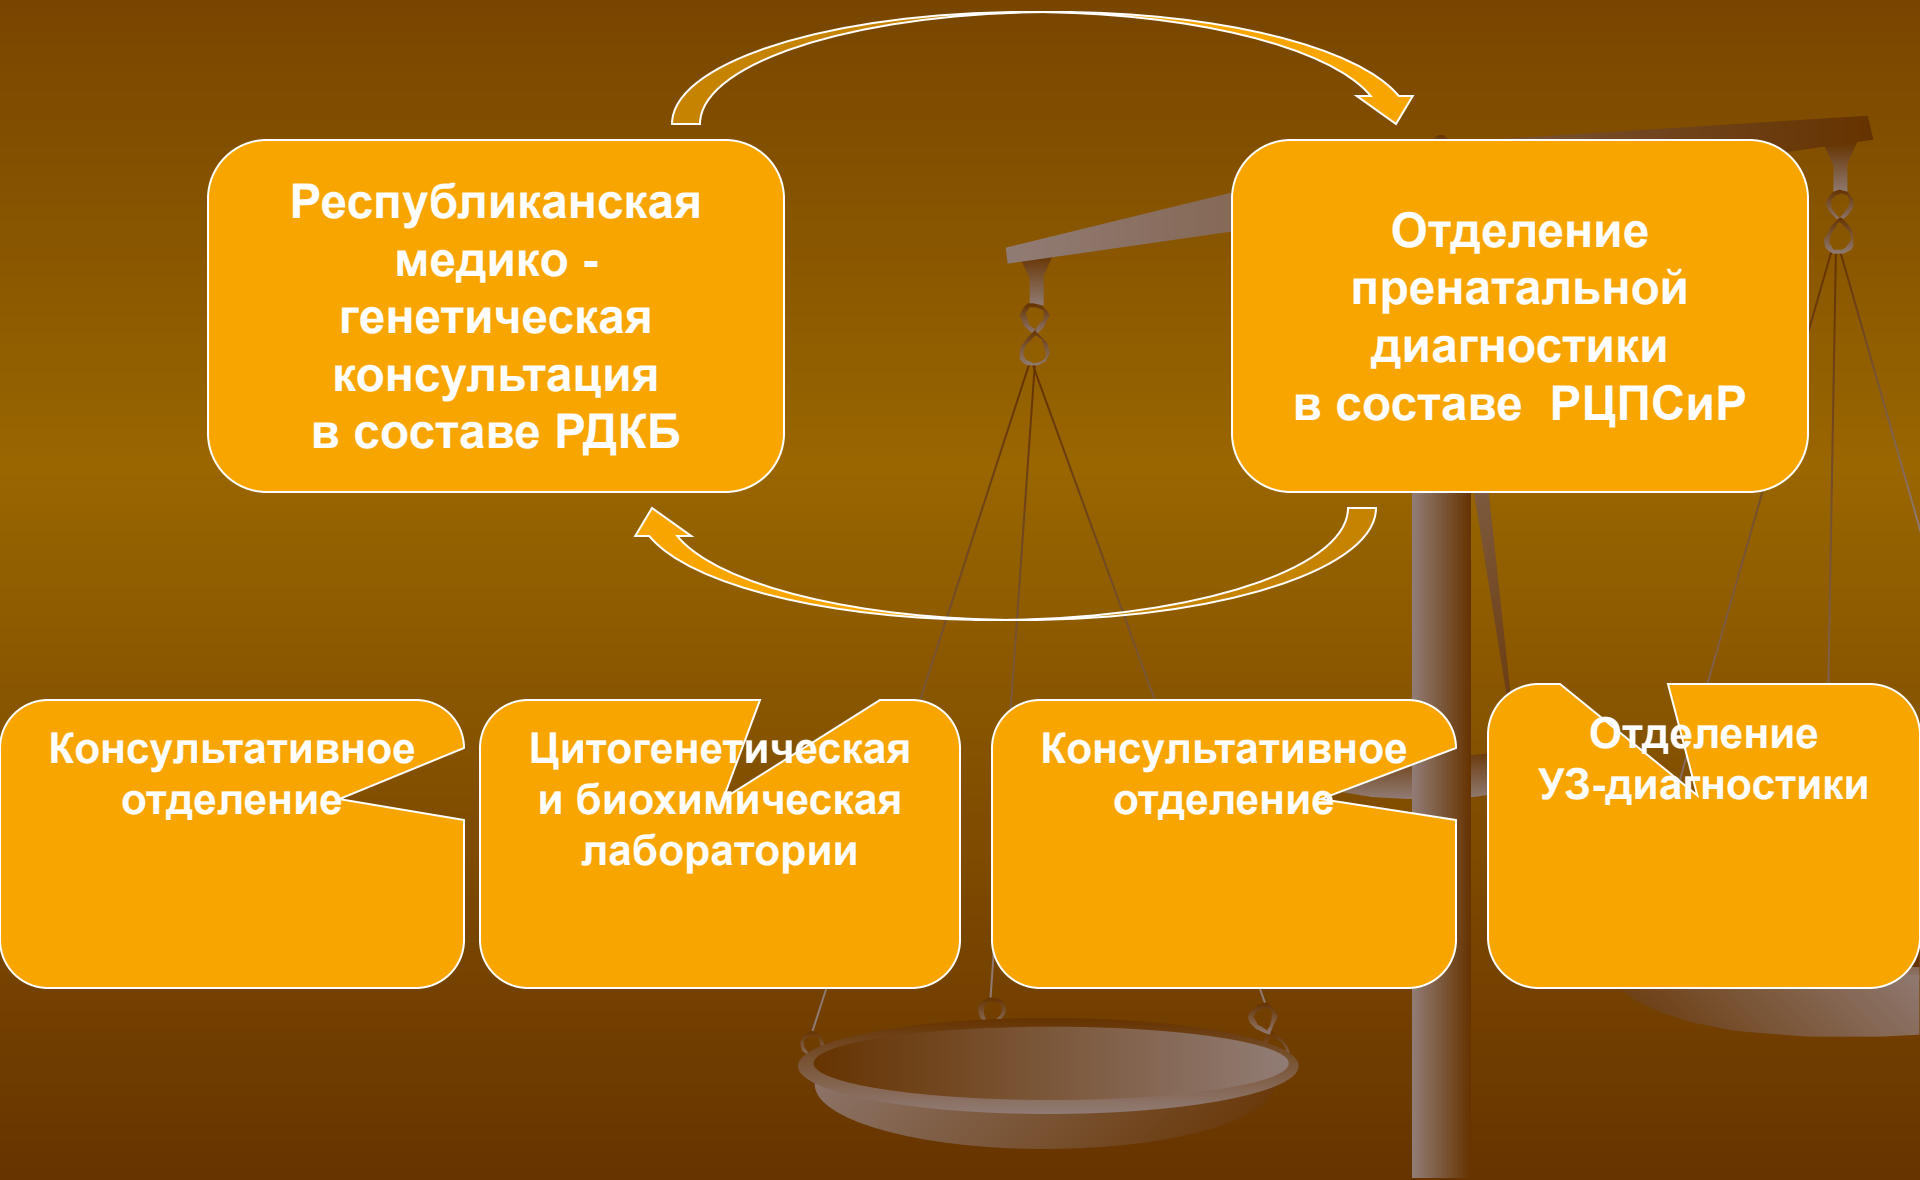 Республиканская
медико -
генетическая
консультация
в составе РДКБ
Отделение
пренатальной
диагностики
в составе  РЦПСиР
Консультативное
отделение
Цитогенетическая
и биохимическая
лаборатории
Консультативное
отделение
Отделение
УЗ-диагностики